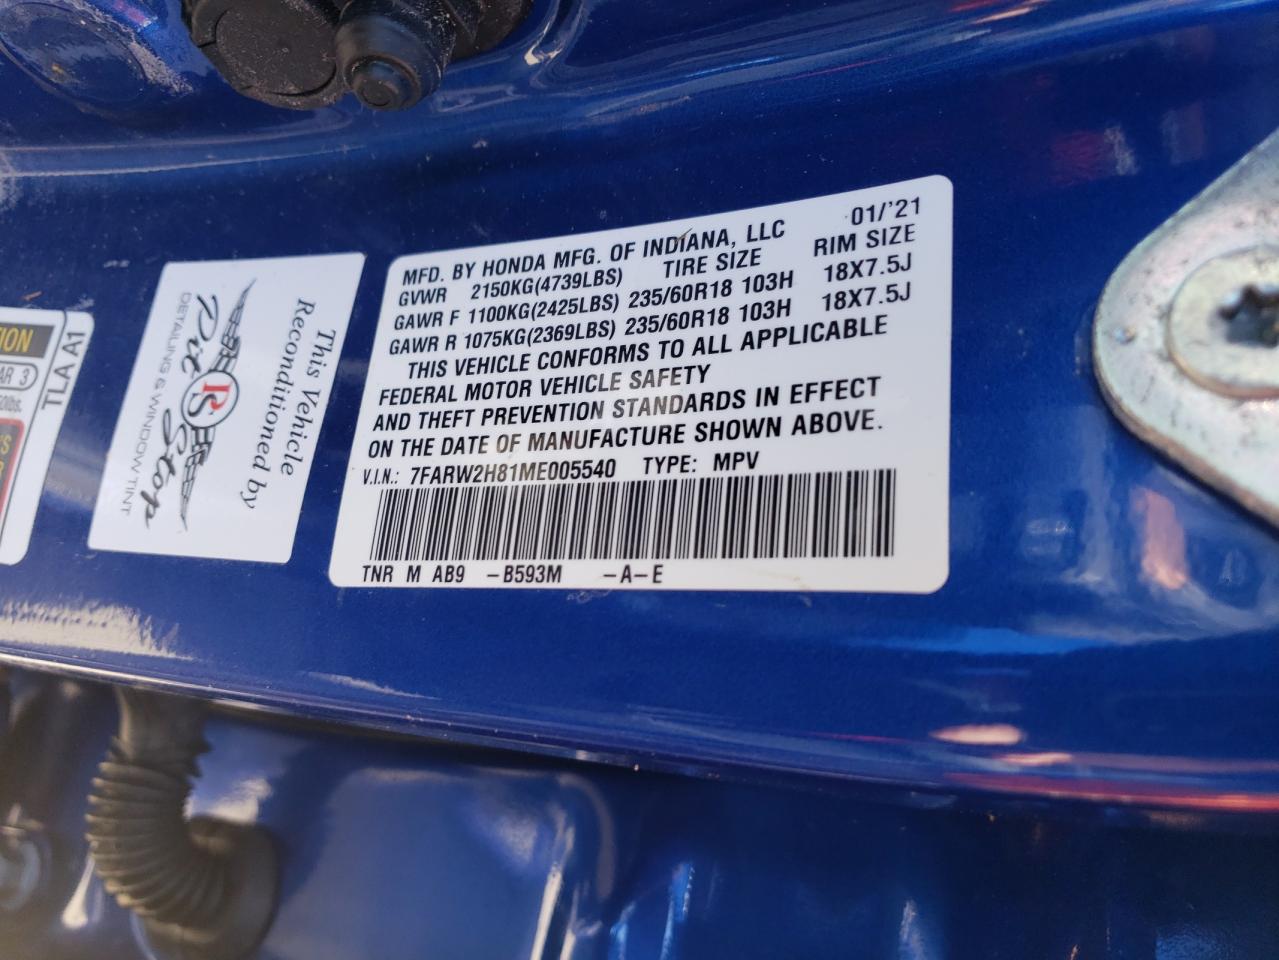 MFD. BY HONDA MFG. OF INDIANA, LLC 01/'21
GVWR 2150KG(4739LBS) TIRE SIZE RIM SIZE
GAWR F 1100KG(2425LBS) 235/60R18 103H 18X7.5J
GAWR R 1075KG(2369LBS) 235/60R18 103H 18X7.5J
THIS VEHICLE CONFORMS TO ALL APPLICABLE
FEDERAL MOTOR VEHICLE SAFETY
AND THEFT PREVENTION STANDARDS IN EFFECT
ON THE DATE OF MANUFACTURE SHOWN ABOVE.
V.I.N.: 7FARW2H81ME005540 TYPE: MPV
TNR M AB9 -B593M -A-E
This Vehicle
Reconditioned by
Pit Stop
PS
DETAILING & WINDOW TINT
TLA A1